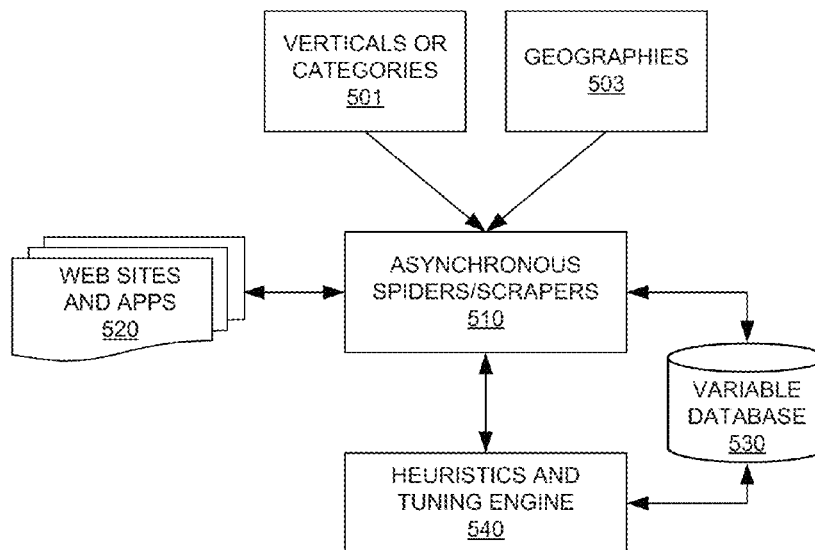 VERTICALS OR
CATEGORIES
501
GEOGRAPHIES
503
WEB SITES
AND APPS
520
ASYNCHRONOUS
SPIDERS/SCRAPERS
510
VARIABLE
DATABASE
530
HEURISTICS AND
TUNING ENGINE
540